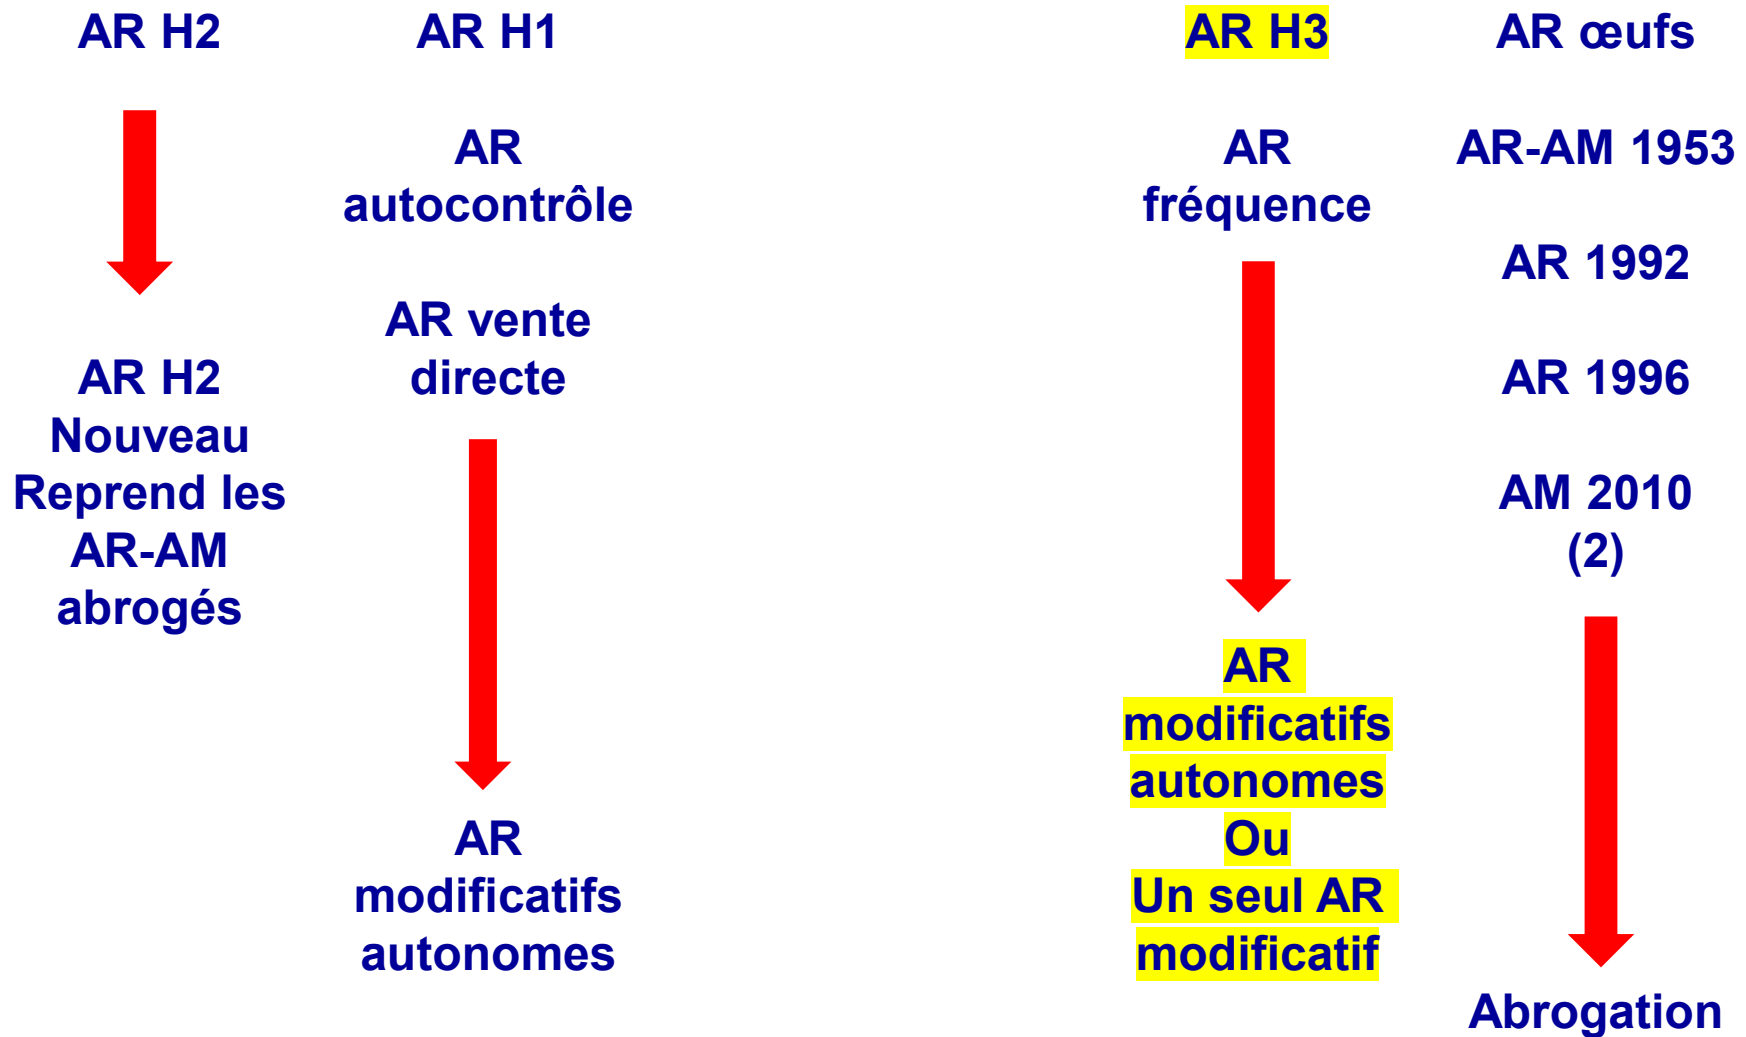 AR H2
AR H2
Nouveau
Reprend les
AR-AM
abrogés
AR H1
AR
autocontrôle
AR vente
directe
AR
modificatifs
autonomes
AR H3
AR
fréquence
AR
modificatifs
autonomes
Ou
Un seul AR
modificatif
AR œufs
AR-AM 1953
AR 1992
AR 1996
AM 2010
(2)
Abrogation